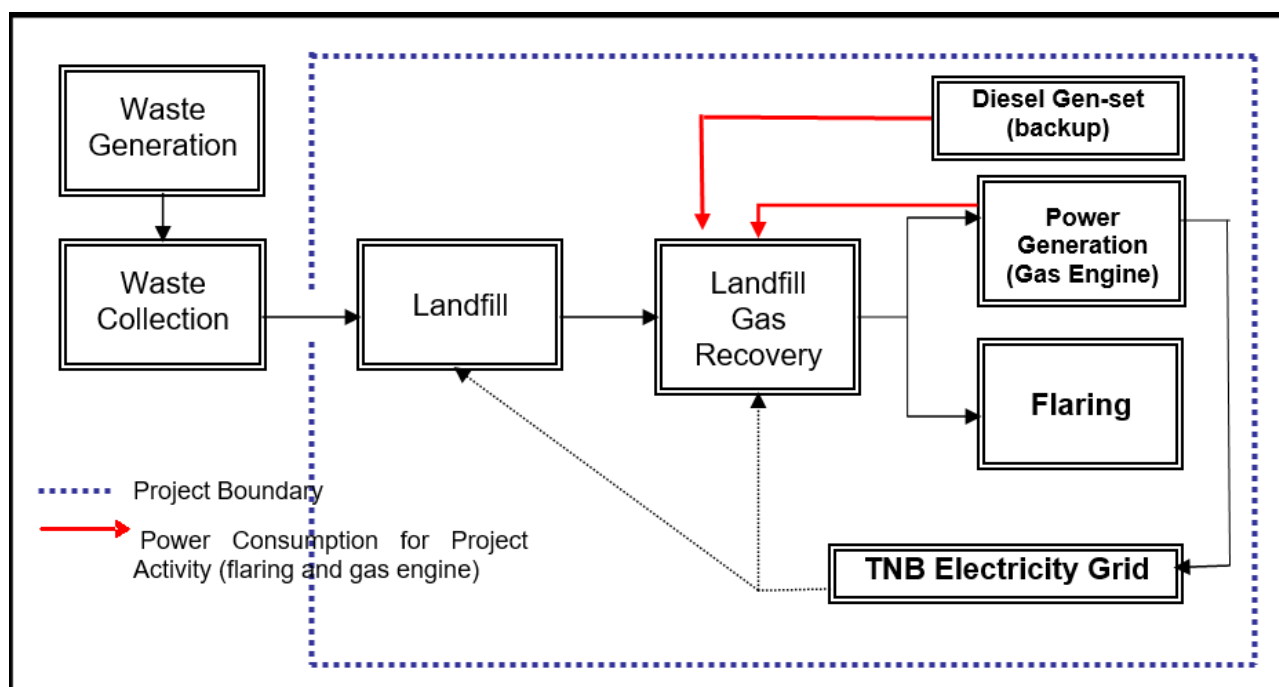 Waste
Generation
Waste
Collection
Landfill
Landfill
Gas
Recovery
Diesel Gen-set
(backup)
Power
Generation
(Gas Engine)
Flaring
TNB Electricity Grid
Project Boundary
Power Consumption for Project
Activity (flaring and gas engine)